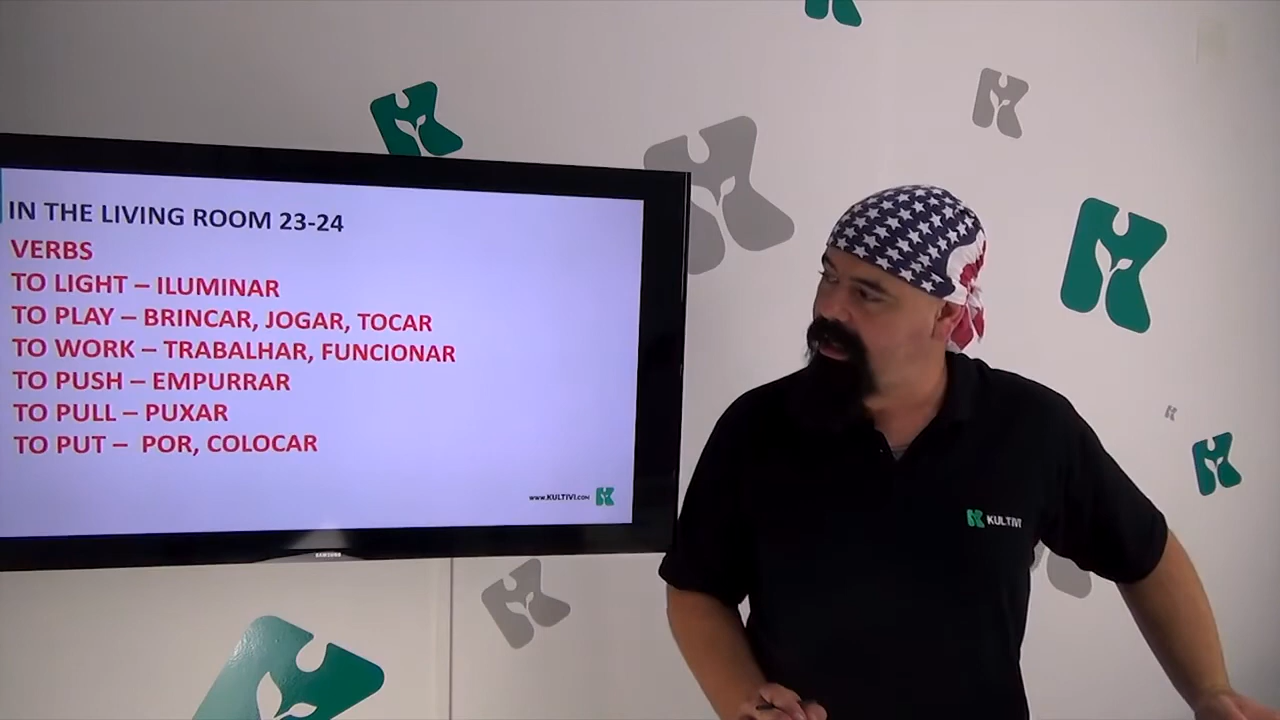 IN THE LIVING ROOM 23-24
VERBS
TO LIGHT – ILUMINAR
TO PLAY – BRINCAR, JOGAR, TOCAR
TO WORK – TRABALHAR, FUNCIONAR
TO PUSH – EMPURRAR
TO PULL – PUXAR
TO PUT – POR, COLOCAR
WWW.KULTIVI.COM
SAMSUNG
KULTIVI